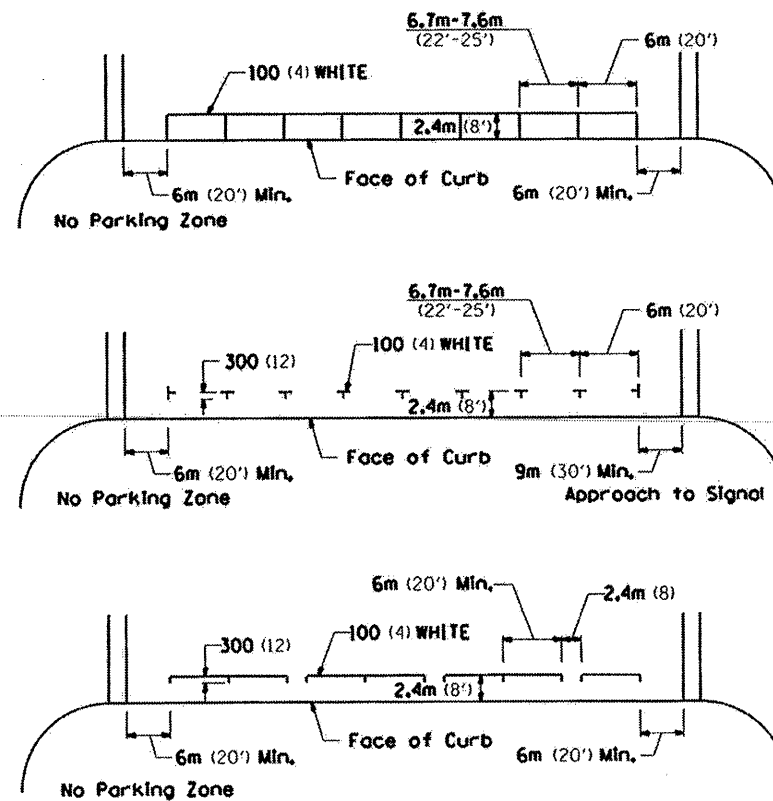 6.7m-7.6m
(22'-25')
6m (20')
100 (4) WHITE
2.4m (8')
Face of Curb
6m (20') Min.
6m (20') Min.
No Parking Zone
6.7m-7.6m
(22'-25')
6m (20')
100 (4) WHITE
300 (12)
2.4m (8')
Face of Curb
6m (20') Min.
9m (30') Min.
No Parking Zone
Approach to Signal
6m (20') Min.
2.4m (8)
300 (12)
100 (4) WHITE
2.4m (8')
Face of Curb
6m (20') Min.
6m (20') Min.
No Parking Zone